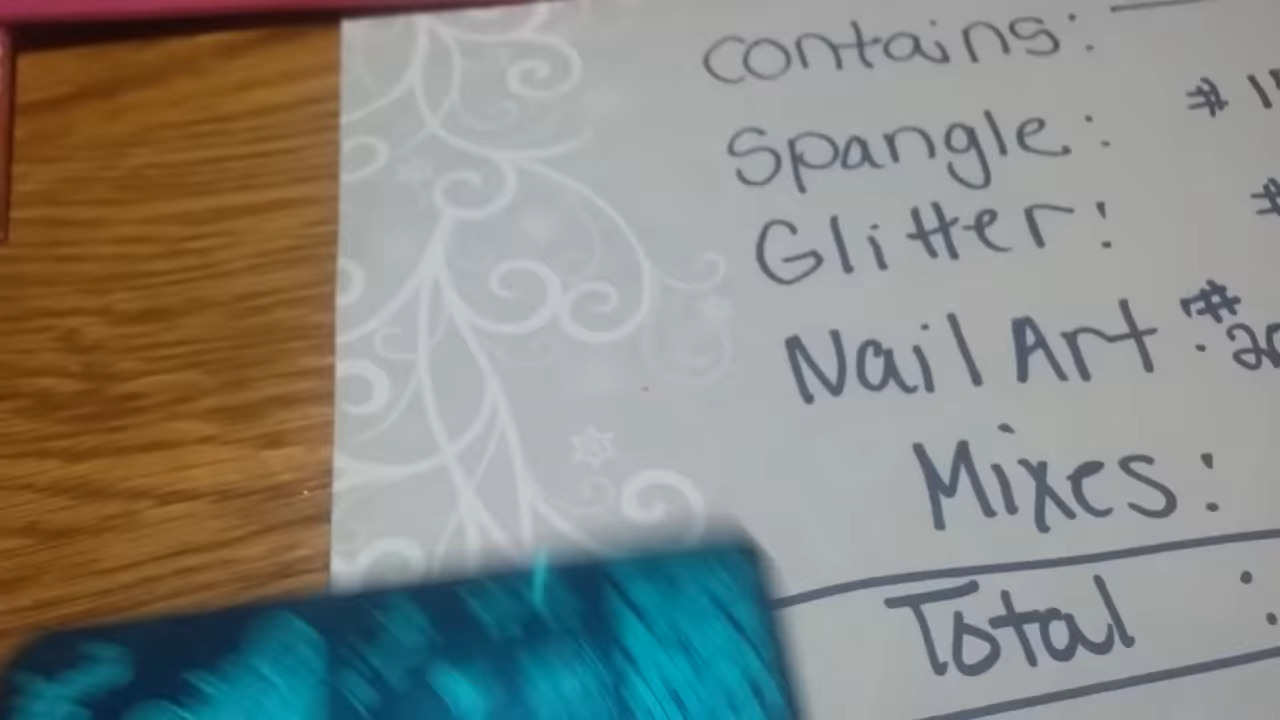 contains:
Spangle: #
Glitter: #
Nail Art: #
Mixes:
Total :